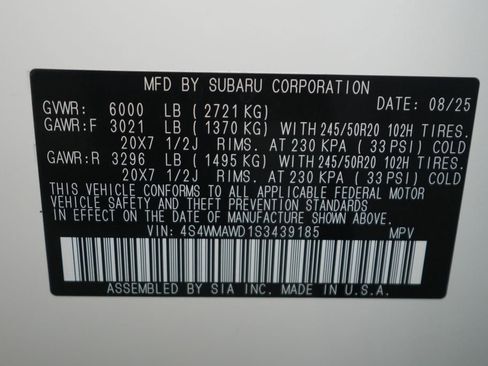 MFD BY SUBARU CORPORATION
DATE: 08/25
GVWR: 6000 LB (2721 KG)
GAWR:F 3021 LB (1370 KG) WITH 245/50R20 102H TIRES.
20X7 1/2J RIMS. AT 230 KPA (33 PSI) COLD
GAWR:R 3296 LB (1495 KG) WITH 245/50R20 102H TIRES.
20X7 1/2J RIMS. AT 230 KPA (33 PSI) COLD
THIS VEHICLE CONFORMS TO ALL APPLICABLE FEDERAL MOTOR
VEHICLE SAFETY AND THEFT PREVENTION STANDARDS
IN EFFECT ON THE DATE OF MANUFACTURE SHOWN ABOVE.
VIN: 4S4WMAWD1S3439185 MPV
ASSEMBLED BY SIA INC. MADE IN U.S.A.